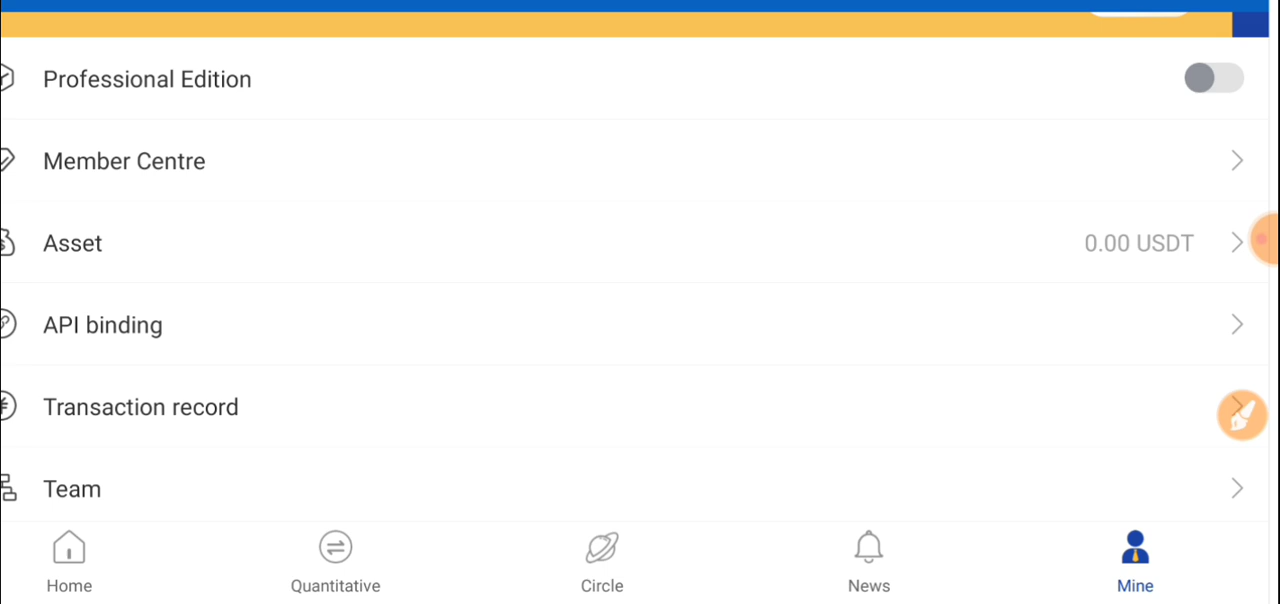 Professional Edition
Member Centre
Asset
0.00 USDT
API binding
Transaction record
Team
Home
Quantitative
Circle
News
Mine